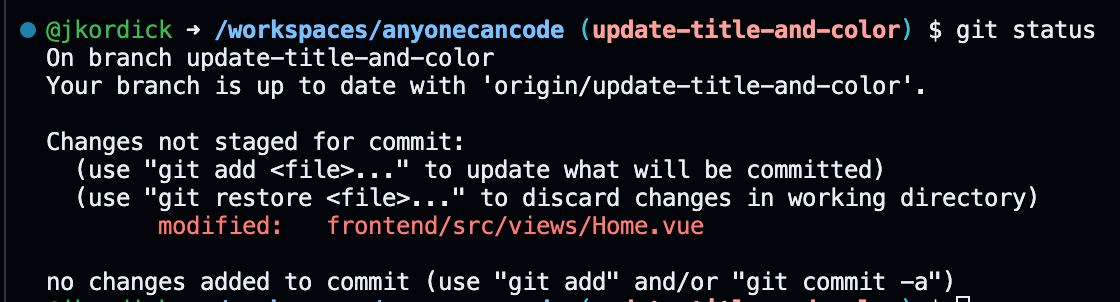 @jkordick → /workspaces/anyonecancode (update-title-and-color) $ git status
On branch update-title-and-color
Your branch is up to date with 'origin/update-title-and-color'.
Changes not staged for commit:
(use "git add <file>..." to update what will be committed)
(use "git restore <file>..." to discard changes in working directory)
modified: frontend/src/views/Home.vue
no changes added to commit (use "git add" and/or "git commit -a")